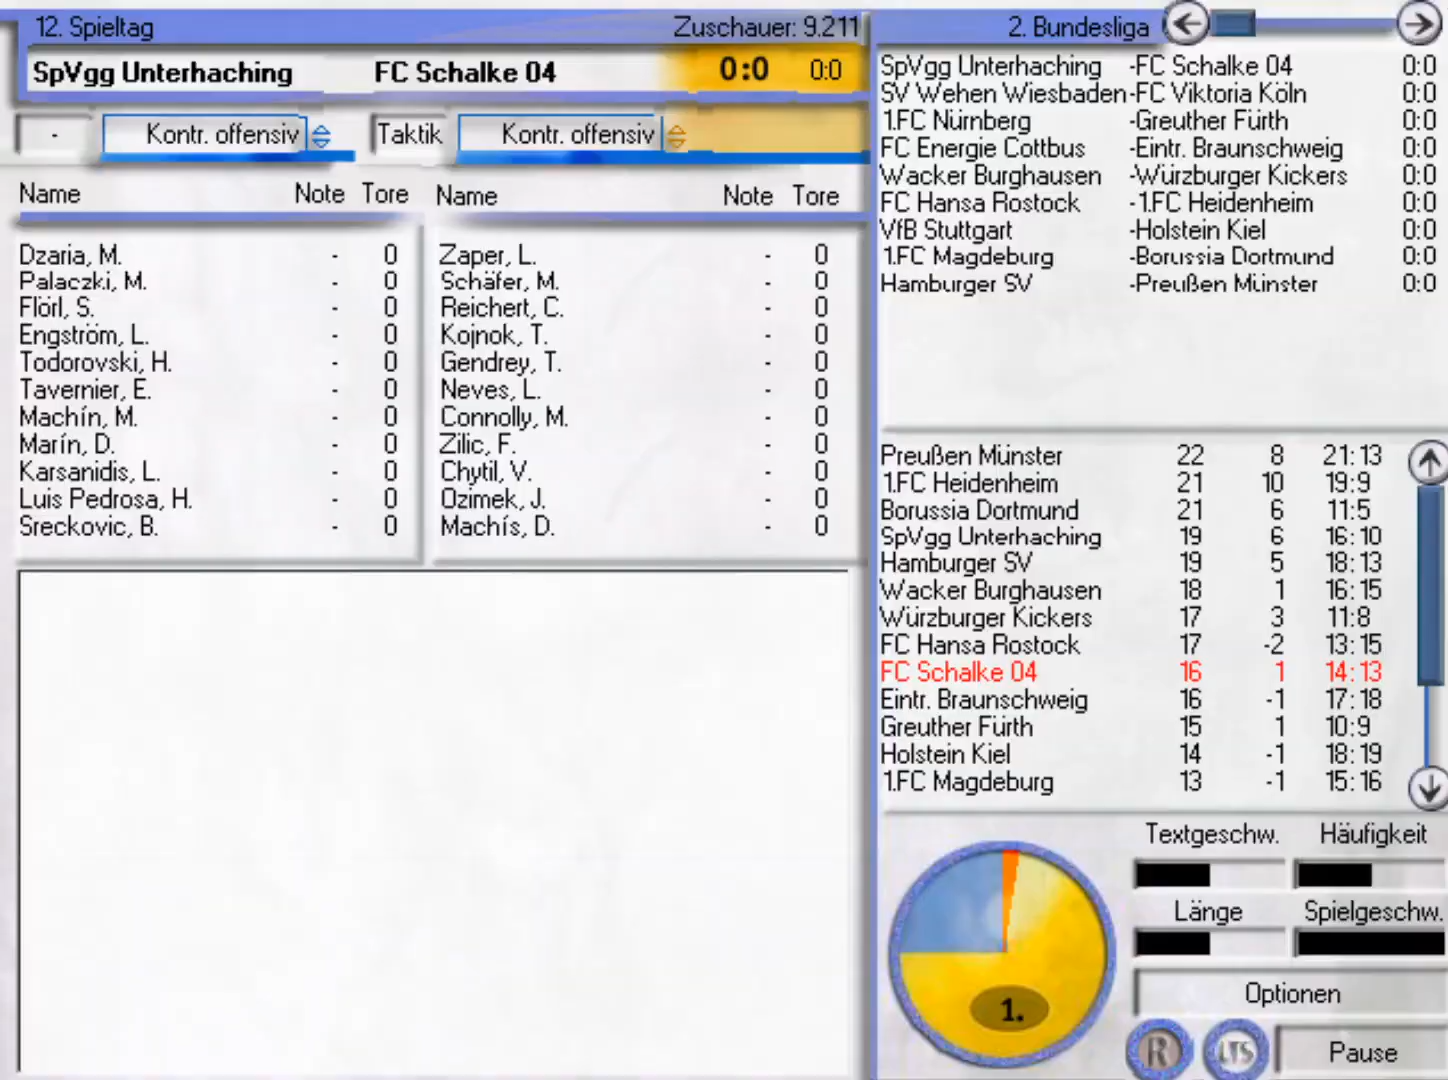 12. Spieltag Zuschauer: 9.211
SpVgg Unterhaching FC Schalke 04 0:0 0:0
- Kontr. offensiv Taktik Kontr. offensiv
Name Note Tore Name Note Tore
Dzaria, M. - 0 Zaper, L. - 0
Palaczki, M. - 0 Schäfer, M. - 0
Flörl, S. - 0 Reichert, C. - 0
Engström, L. - 0 Kojnok, T. - 0
Todorovski, H. - 0 Gendrey, T. - 0
Tavernier, E. - 0 Neves, L. - 0
Machín, M. - 0 Connolly, M. - 0
Marín, D. - 0 Zilic, F. - 0
Karsanidis, L. - 0 Chytil, V. - 0
Luis Pedrosa, H. - 0 Ozimek, J. - 0
Sreckovic, B. - 0 Machís, D. - 0
2. Bundesliga
SpVgg Unterhaching -FC Schalke 04 0:0
SV Wehen Wiesbaden -FC Viktoria Köln 0:0
1.FC Nürnberg -Greuther Fürth 0:0
FC Energie Cottbus -Eintr. Braunschweig 0:0
Wacker Burghausen -Würzburger Kickers 0:0
FC Hansa Rostock -1.FC Heidenheim 0:0
VfB Stuttgart -Holstein Kiel 0:0
1.FC Magdeburg -Borussia Dortmund 0:0
Hamburger SV -Preußen Münster 0:0
Preußen Münster 22 8 21:13
1.FC Heidenheim 21 10 19:9
Borussia Dortmund 21 6 11:5
SpVgg Unterhaching 19 6 16:10
Hamburger SV 19 5 18:13
Wacker Burghausen 18 1 16:15
Würzburger Kickers 17 3 11:8
FC Hansa Rostock 17 -2 13:15
FC Schalke 04 16 1 14:13
Eintr. Braunschweig 16 -1 17:18
Greuther Fürth 15 1 10:9
Holstein Kiel 14 -1 18:19
1.FC Magdeburg 13 -1 15:16
Textgeschw. Häufigkeit
Länge Spielgeschw.
1.
Optionen
R LTS Pause